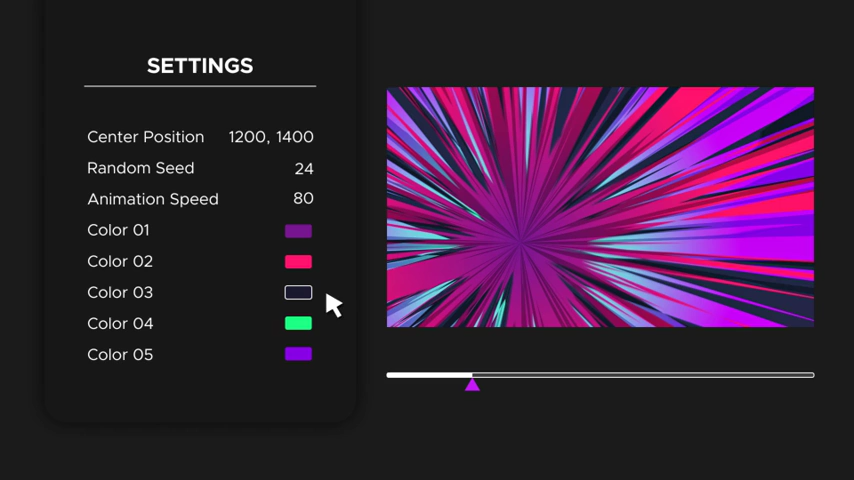 SETTINGS
Center Position 1200, 1400
Random Seed 24
Animation Speed 80
Color 01
Color 02
Color 03
Color 04
Color 05